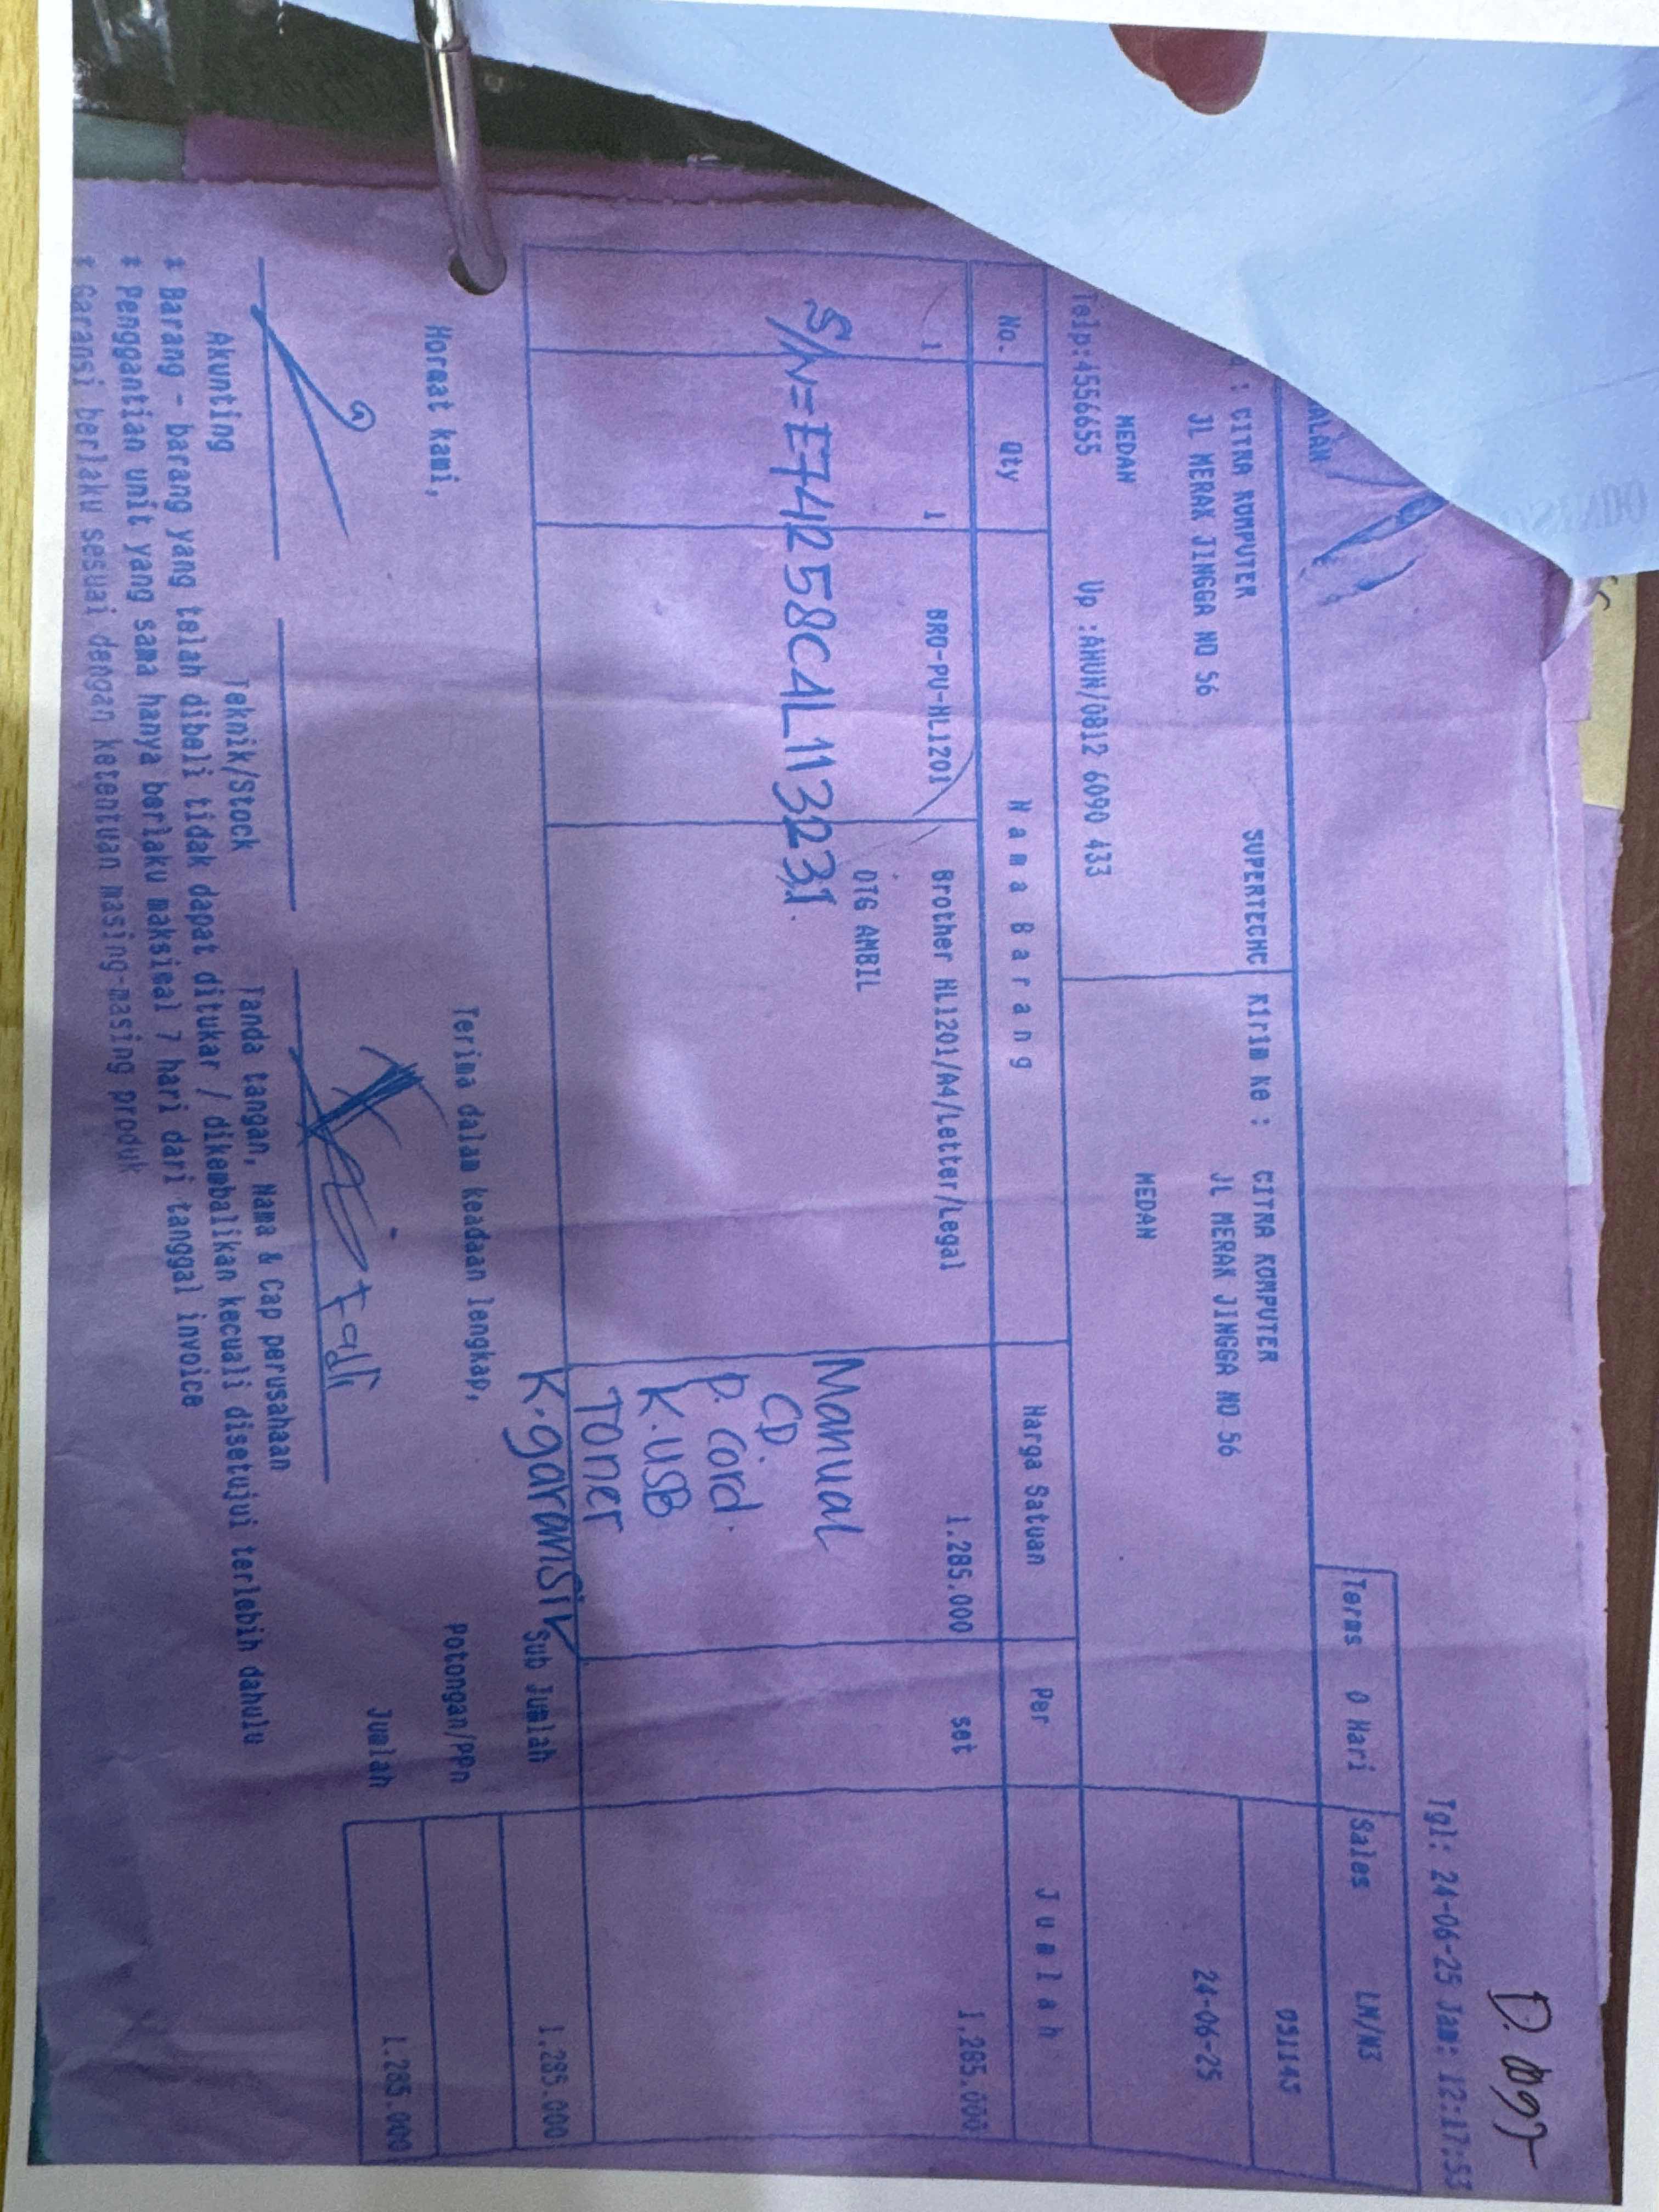 Tgl: 24-06-25 Jam: 12:17:53
Terms 0 Hari Sales LM/N3
ALAN
: CITRA KOMPUTER SUPERTECHC Kirim Ke : CITRA KOMPUTER 051145
JL MERAK JINGGA NO 56 JL MERAK JINGGA NO 56 24-06-25
MEDAN MEDAN
Telp:4556655 Up :AHUN/0812 6090 433
No. Qty Nama Barang Harga Satuan Per Jumlah
1 1 BRO-PU-HL1201 Brother HL1201/A4/Letter/Legal 1.285.000 set 1.285.000
DTG AMBIL
S/N=E74258C4L113231.
Manual
CD.
P. Cord.
K.USB
Toner
K.garansi
Sub Jumlah 1.285.000
Hormat kami, Terima dalam keadaan lengkap, Potongan/PPn
Jumlah 1.285.000
Fadli
Akunting Teknik/Stock Tanda tangan, Nama & Cap perusahaan
* Barang - barang yang telah dibeli tidak dapat ditukar / dikembalikan kecuali disetujui terlebih dahulu
* Penggantian unit yang sama hanya berlaku maksimal 7 hari dari tanggal invoice
* Garansi berlaku sesuai dengan ketentuan masing-masing produk